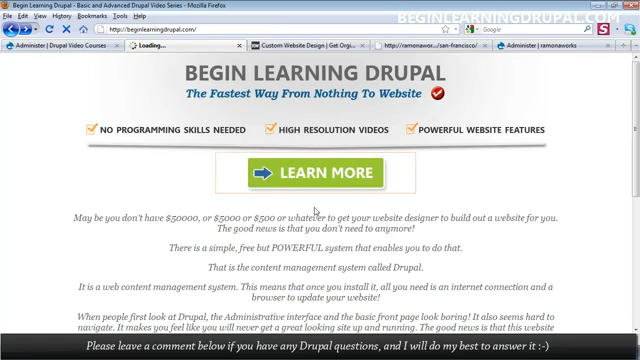 Begin Learning Drupal - Basic and Advanced Drupal Video Series - Mozilla Firefox
BEGINLEARNINGDRUPAL.COM
File Edit View History Bookmarks Tools Help
http://beginlearningdrupal.com/
Google
Administer | Drupal Video Courses
Loading...
Custom Website Design | Get Orgi...
http://ramonawor.../san-francisco/
Administer | ramonaworks
BEGIN LEARNING DRUPAL
The Fastest Way From Nothing To Website
NO PROGRAMMING SKILLS NEEDED
HIGH RESOLUTION VIDEOS
POWERFUL WEBSITE FEATURES
LEARN MORE
May be you don't have $50000, or $5000 or $500 or whatever to get your website designer to build out a website for you.
The good news is that you don't need to anymore!
There is a simple, free but POWERFUL system that enables you to do that.
That is the content management system called Drupal.
It is a web content management system. This means that once you install it, all you need is an internet connection and a
browser to update your website!
When people first look at Drupal, the Administrative interface and the basic front page look boring! It also seems hard to
navigate. It makes you feel like you will never get a great looking site up and running. The good news is that this website
Please leave a comment below if you have any Drupal questions, and I will do my best to answer it :-)